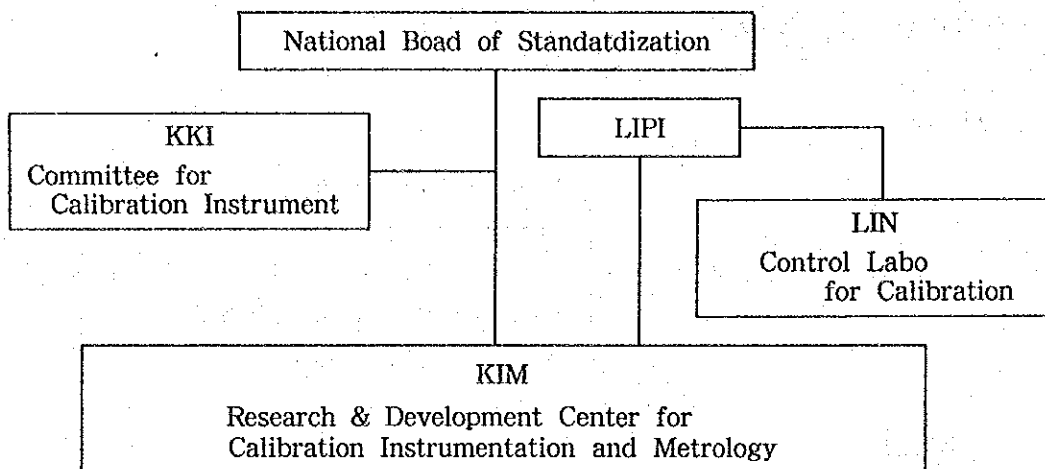 National Boad of Standatdization
KKI
Committee for
Calibration Instrument
LIPI
LIN
Control Labo
for Calibration
KIM
Research & Development Center for
Calibration Instrumentation and Metrology